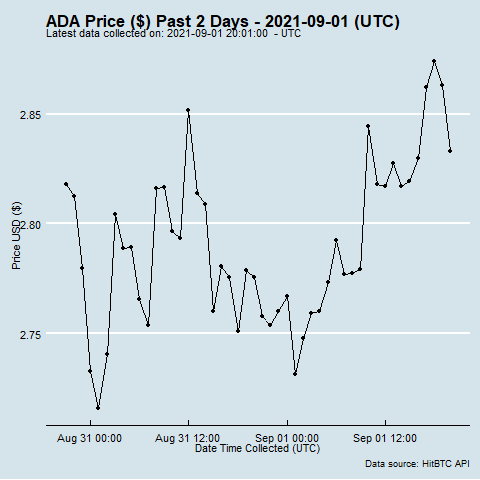 ADA Price ($) Past 2 Days - 2021-09-01 (UTC)
Latest data collected on: 2021-09-01 20:01:00  - UTC
2.85
2.80
2.75
Price USD ($)
Aug 31 00:00
Aug 31 12:00
Sep 01 00:00
Sep 01 12:00
Date Time Collected (UTC)
Data source: HitBTC API